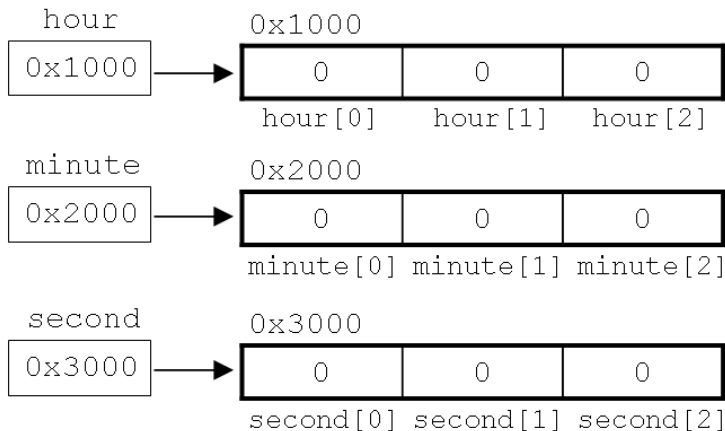 hour
0x1000
0x1000
0 0 0
hour[0] hour[1] hour[2]
minute
0x2000
0x2000
0 0 0
minute[0] minute[1] minute[2]
second
0x3000
0x3000
0 0 0
second[0] second[1] second[2]